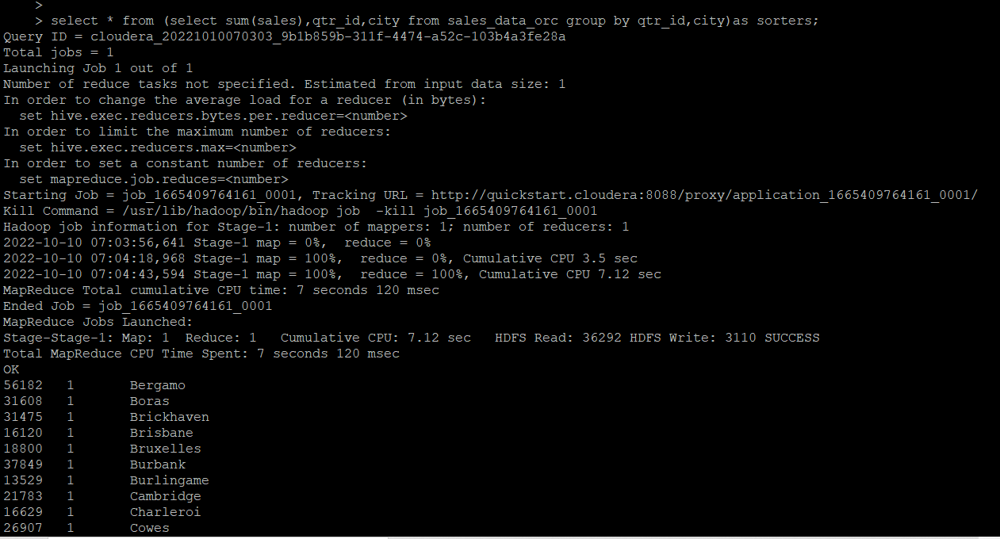 >
> select * from (select sum(sales),qtr_id,city from sales_data_orc group by qtr_id,city)as sorters;
Query ID = cloudera_20221010070303_9b1b859b-311f-4474-a52c-103b4a3fe28a
Total jobs = 1
Launching Job 1 out of 1
Number of reduce tasks not specified. Estimated from input data size: 1
In order to change the average load for a reducer (in bytes):
  set hive.exec.reducers.bytes.per.reducer=<number>
In order to limit the maximum number of reducers:
  set hive.exec.reducers.max=<number>
In order to set a constant number of reducers:
  set mapreduce.job.reduces=<number>
Starting Job = job_1665409764161_0001, Tracking URL = http://quickstart.cloudera:8088/proxy/application_1665409764161_0001/
Kill Command = /usr/lib/hadoop/bin/hadoop job  -kill job_1665409764161_0001
Hadoop job information for Stage-1: number of mappers: 1; number of reducers: 1
2022-10-10 07:03:56,641 Stage-1 map = 0%,  reduce = 0%
2022-10-10 07:04:18,968 Stage-1 map = 100%,  reduce = 0%, Cumulative CPU 3.5 sec
2022-10-10 07:04:43,594 Stage-1 map = 100%,  reduce = 100%, Cumulative CPU 7.12 sec
MapReduce Total cumulative CPU time: 7 seconds 120 msec
Ended Job = job_1665409764161_0001
MapReduce Jobs Launched:
Stage-Stage-1: Map: 1  Reduce: 1   Cumulative CPU: 7.12 sec   HDFS Read: 36292 HDFS Write: 3110 SUCCESS
Total MapReduce CPU Time Spent: 7 seconds 120 msec
OK
56182   1       Bergamo
31608   1       Boras
31475   1       Brickhaven
16120   1       Brisbane
18800   1       Bruxelles
37849   1       Burbank
13529   1       Burlingame
21783   1       Cambridge
16629   1       Charleroi
26907   1       Cowes